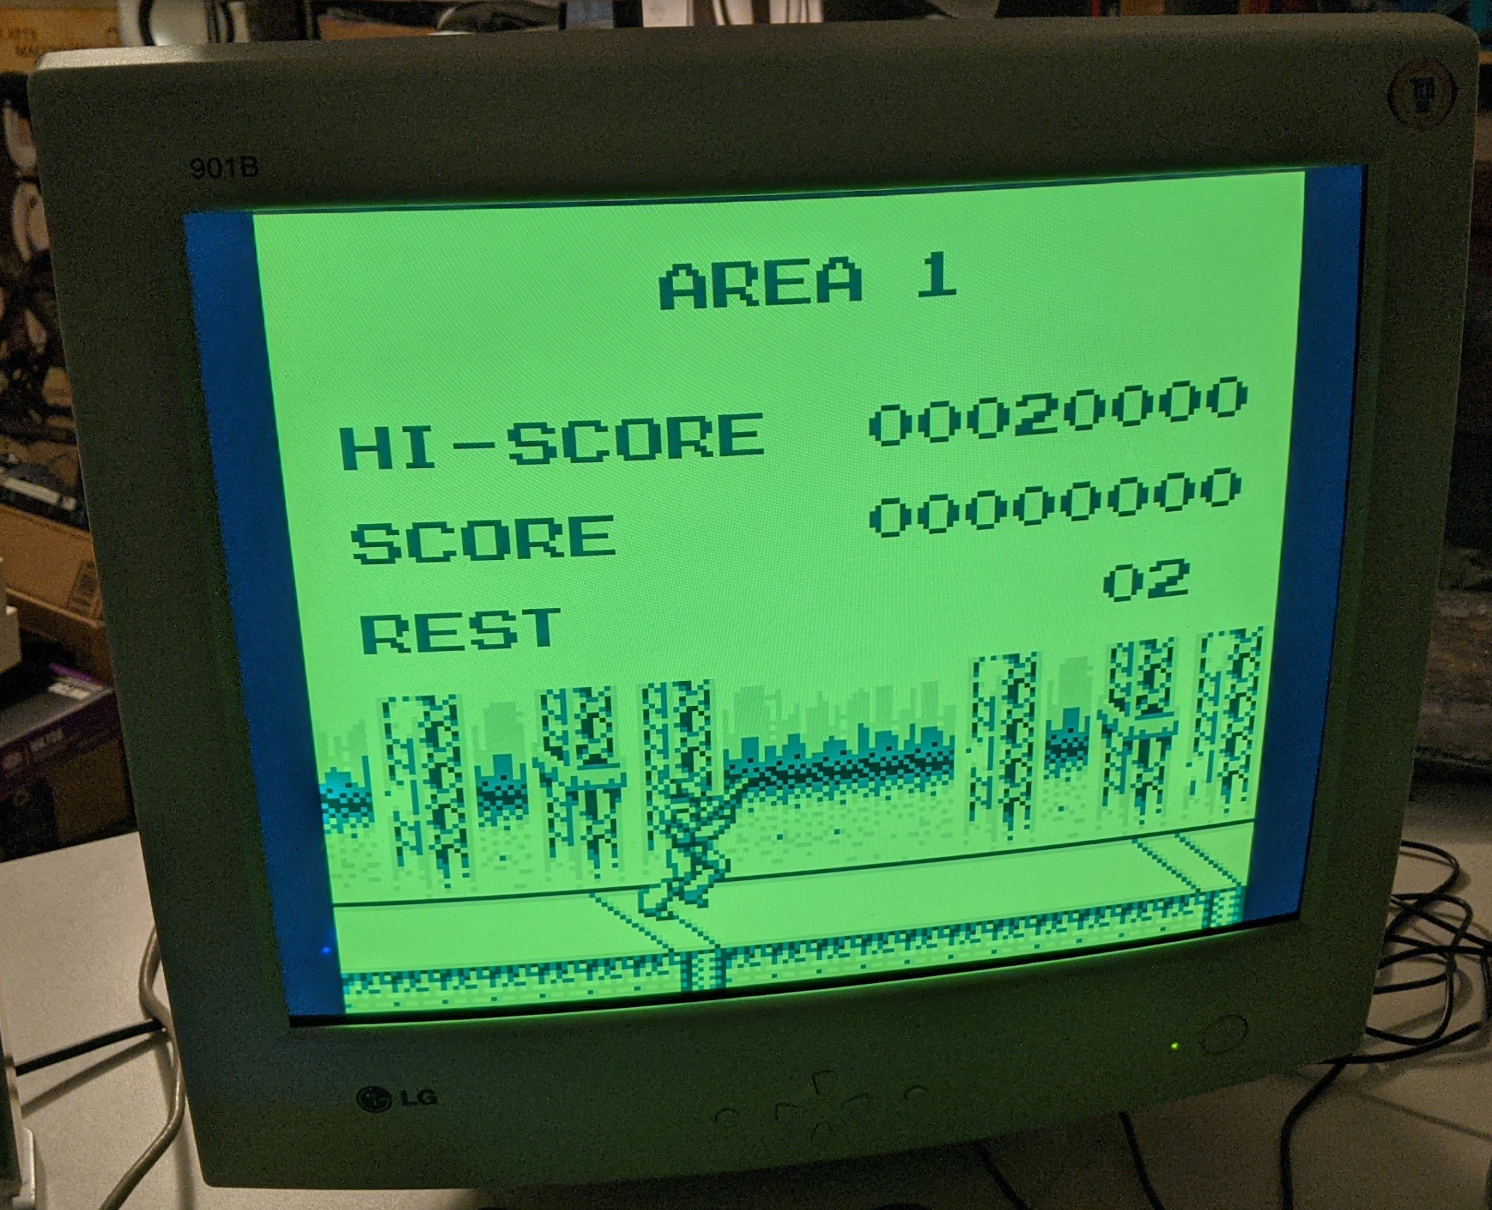 901B
AREA 1
HI-SCORE 00020000
SCORE 00000000
REST 02
LG